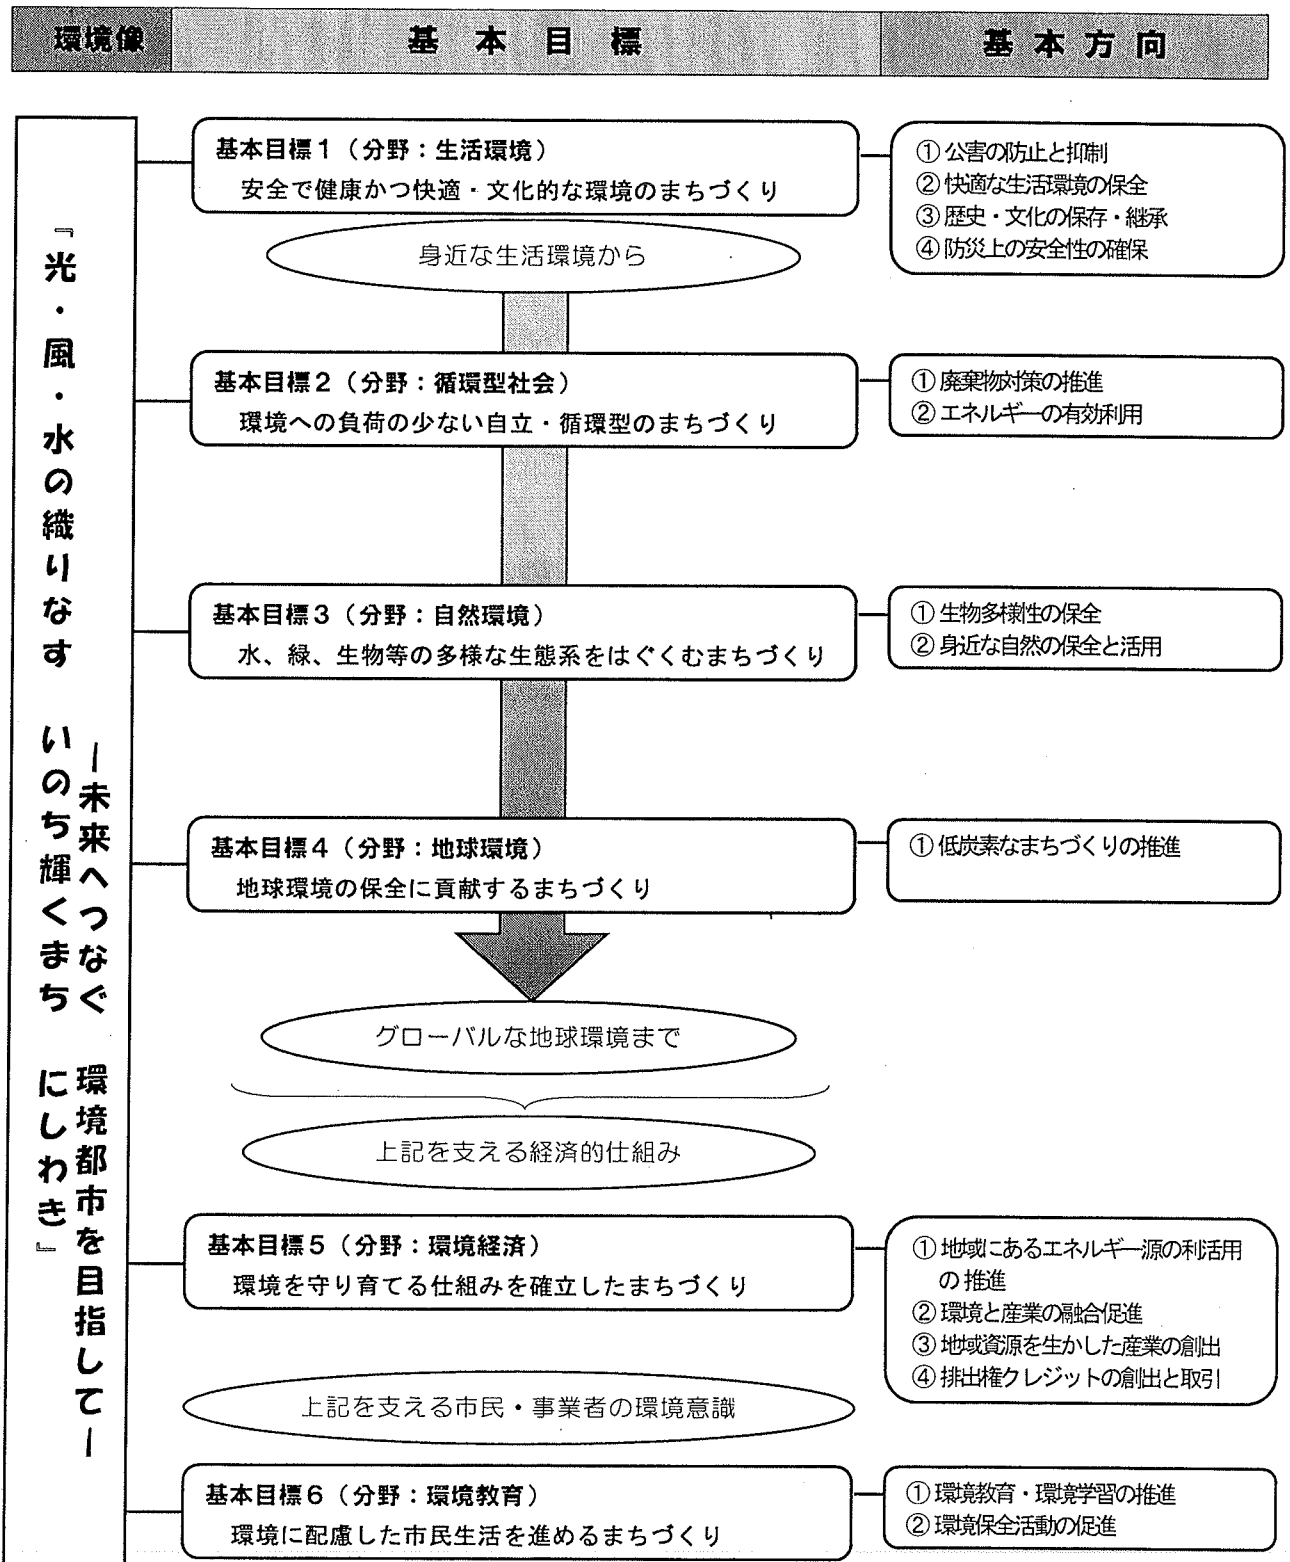 環境像
基本目標
基本方向
『光・風・水の織りなす いのち輝くまち にしわき』
―未来へつなぐ 環境都市を目指して―
基本目標1（分野：生活環境）
安全で健康かつ快適・文化的な環境のまちづくり
①公害の防止と抑制
②快適な生活環境の保全
③歴史・文化の保存・継承
④防災上の安全性の確保
身近な生活環境から
基本目標2（分野：循環型社会）
環境への負荷の少ない自立・循環型のまちづくり
①廃棄物対策の推進
②エネルギーの有効利用
基本目標3（分野：自然環境）
水、緑、生物等の多様な生態系をはぐくむまちづくり
①生物多様性の保全
②身近な自然の保全と活用
基本目標4（分野：地球環境）
地球環境の保全に貢献するまちづくり
①低炭素なまちづくりの推進
グローバルな地球環境まで
上記を支える経済的仕組み
基本目標5（分野：環境経済）
環境を守り育てる仕組みを確立したまちづくり
①地域にあるエネルギー源の利活用
の推進
②環境と産業の融合促進
③地域資源を生かした産業の創出
④排出権クレジットの創出と取引
上記を支える市民・事業者の環境意識
基本目標6（分野：環境教育）
環境に配慮した市民生活を進めるまちづくり
①環境教育・環境学習の推進
②環境保全活動の促進